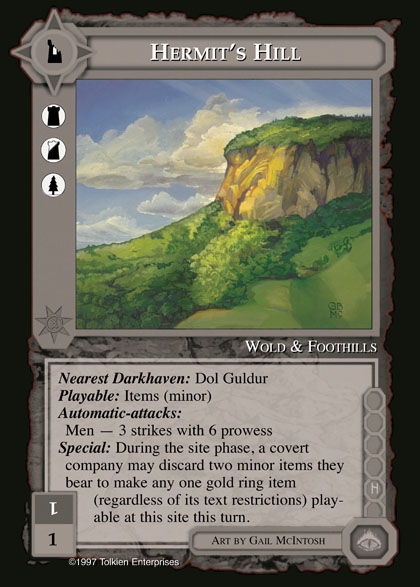 HERMIT'S HILL
GB
MC
WOLD & FOOTHILLS
Nearest Darkhaven: Dol Guldur
Playable: Items (minor)
Automatic-attacks:
Men — 3 strikes with 6 prowess
Special: During the site phase, a covert
company may discard two minor items they
bear to make any one gold ring item
(regardless of its text restrictions) play-
able at this site this turn.
H
1
1
ART BY GAIL MCINTOSH
©1997 Tolkien Enterprises